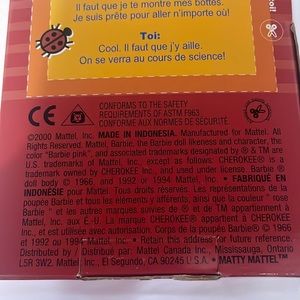 Il faut que je te montre mes bottes.
Je suis prête pour aller n'importe où!
Toi:
Cool. Il faut que j'y aille.
On se verra au cours de science!
CE
CONFORMS TO THE SAFETY
REQUIREMENTS OF ASTM F963
CONFORME AUX NORMES DE SÉCURITÉ
©2000 Mattel, Inc. MADE IN INDONESIA. Manufactured for Mattel. All
Rights Reserved. Mattel, Barbie, the Barbie doll likeness and character, the
color "Barbie pink", and associated trademarks designated by ® & TM are
U.S. trademarks of Mattel, Inc., except as follows: CHEROKEE® is a
trademark owned by CHEROKEE Inc., and used under license. Barbie ®
doll body © 1966, and 1992 or 1994 Mattel, Inc. • FABRIQUÉ EN
INDONÉSIE pour Mattel. Tous droits réservés. Les représentations de la
poupée Barbie et tous les éléments y afférents, ainsi que la couleur "rose
Barbie" et les autres marques suivies de ® et de TM appartiennent à
Mattel, Inc. aux É.-U. La marque CHEROKEE® appartient à CHEROKEE
Inc., et est utilisé avec autorisation. Corps de la poupée Barbie © 1966
et 1992 ou 1994 Mattel, Inc. • Retain this address for future reference.
Mattel, Inc. Distributed by: Mattel Canada Inc., Mississauga, Ontario
L5R 3W2. Mattel, Inc., El Segundo, CA 90245 U.S.A. • MATTY MATTEL™